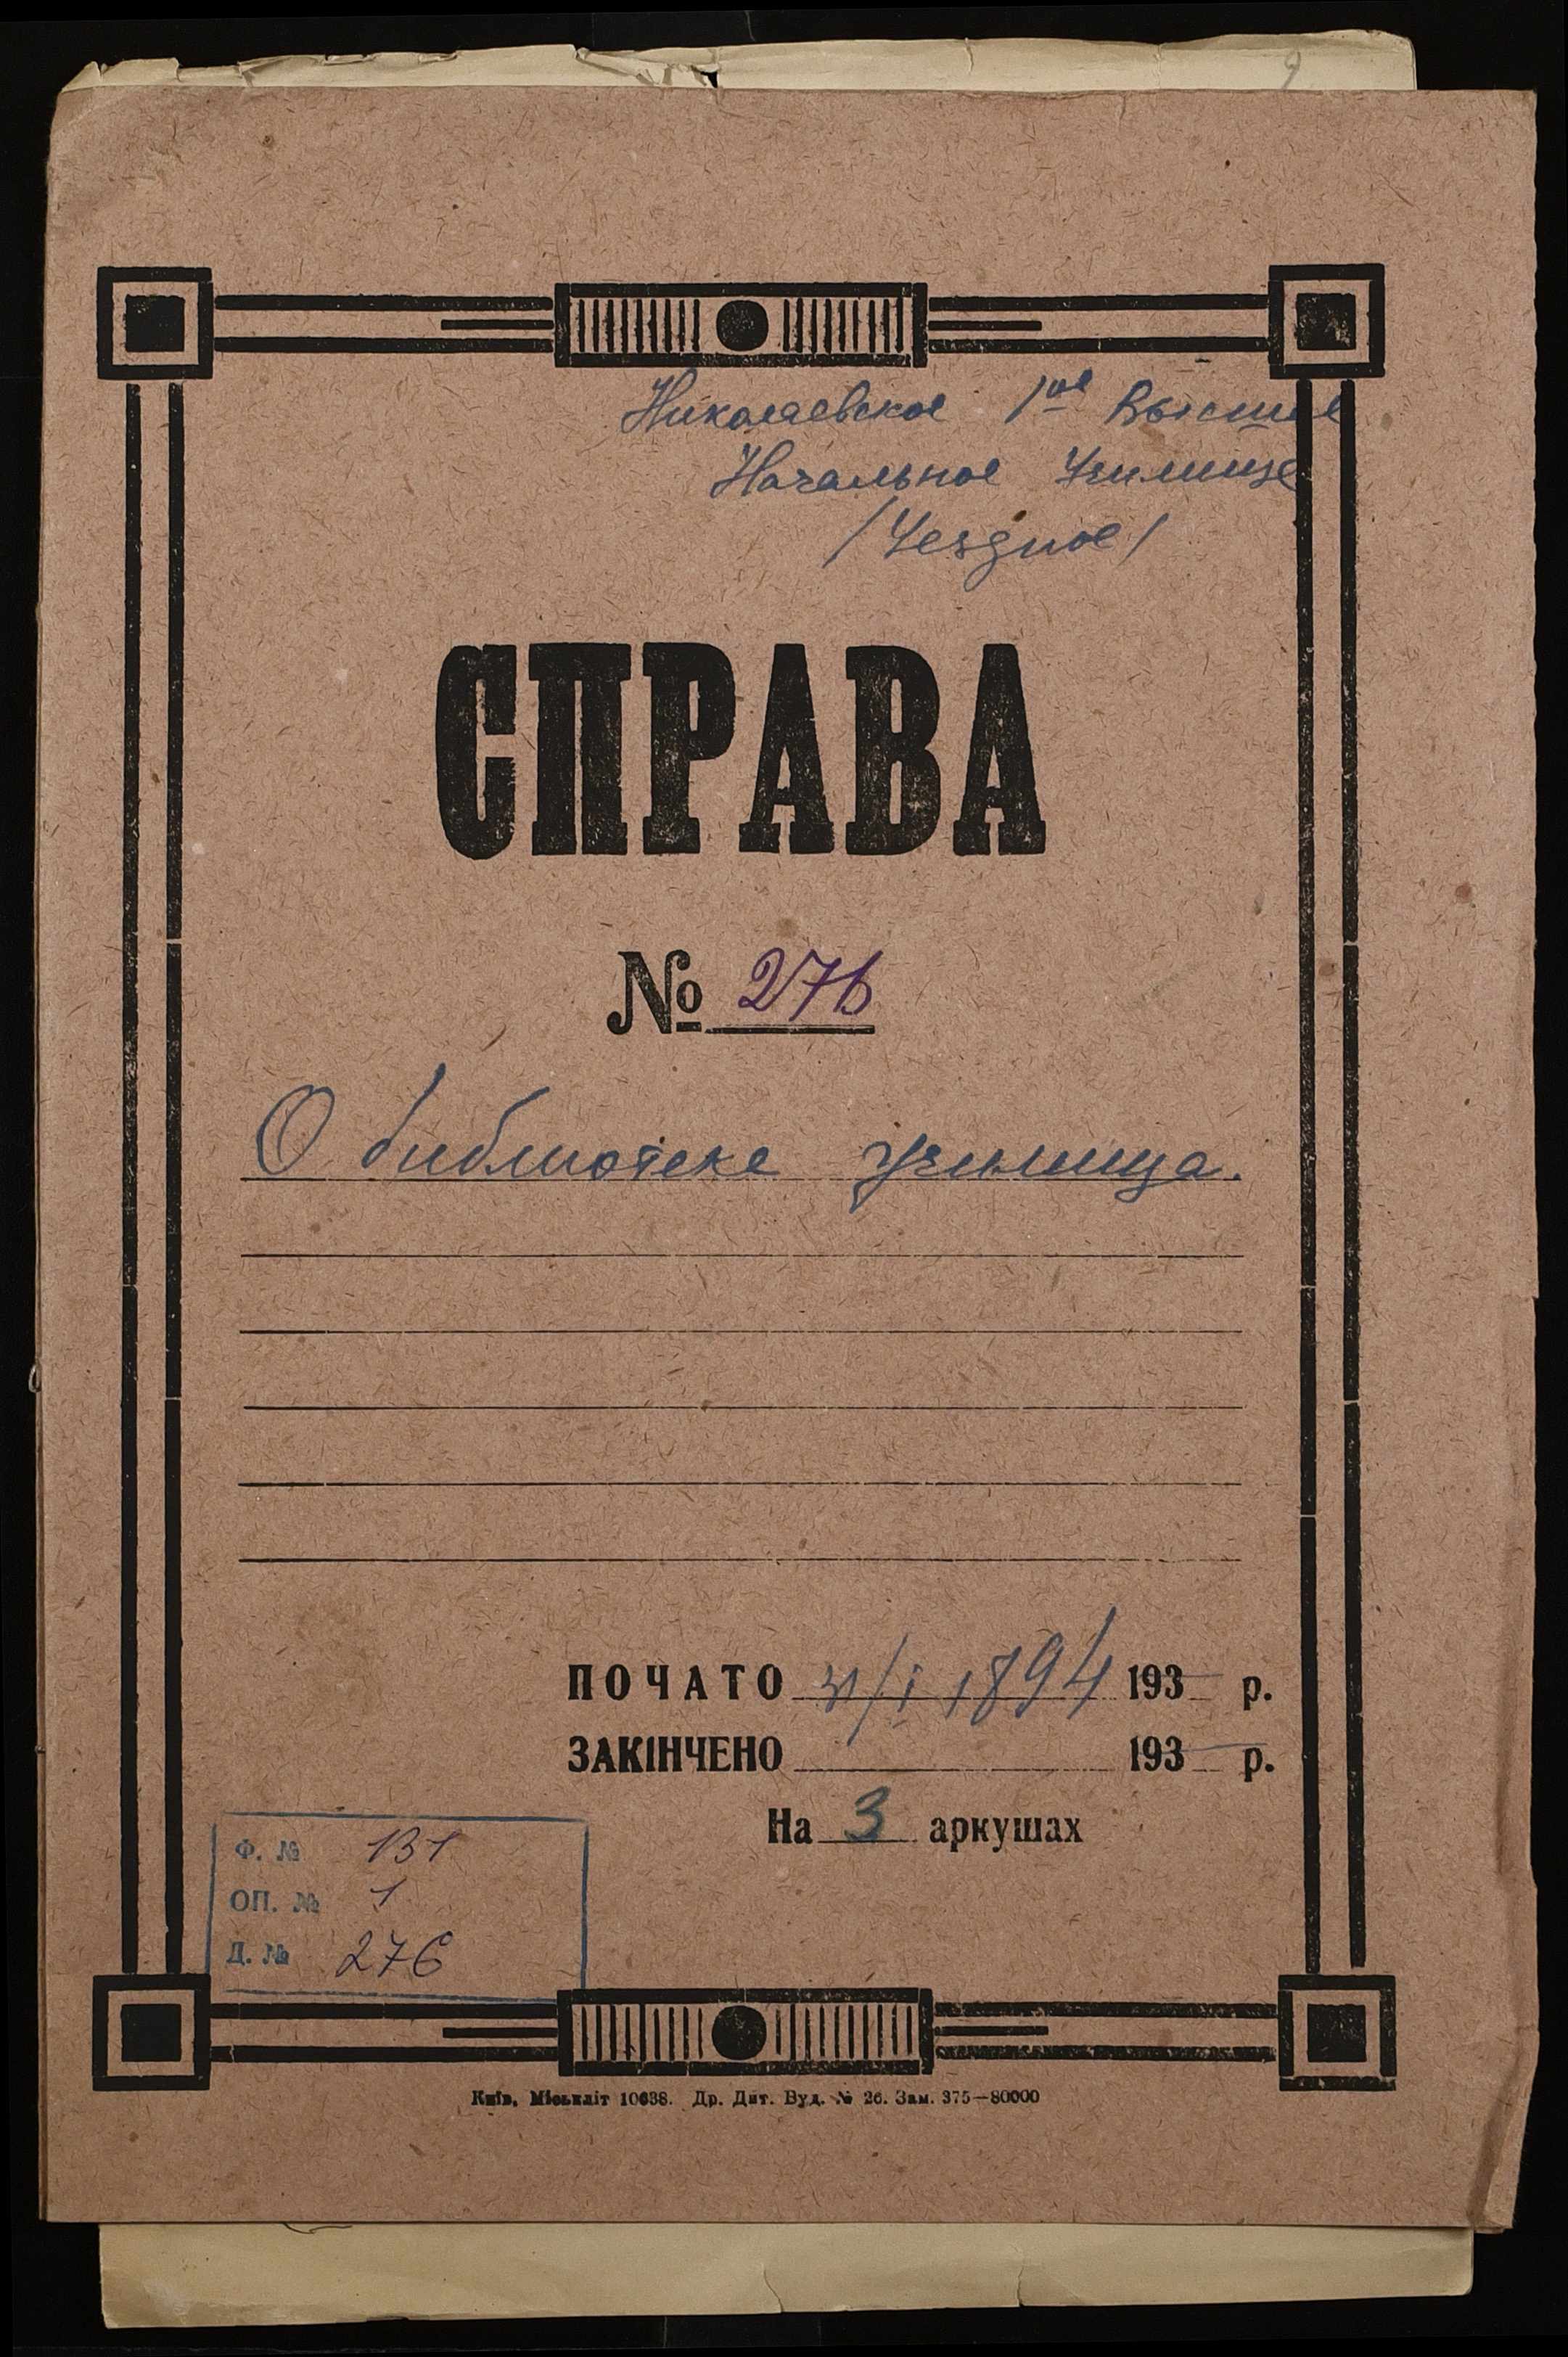 Николаевское 1ое Высшее
Начальное Училище
/Уездное/
СПРАВА
№ 276
О библиотеке училища.
ПОЧАТО 31/I 1894 193 р.
ЗАКІНЧЕНО 193 р.
На 3 аркушах
Ф. № 131
ОП. № 1
Д. № 276
Київ, Міськліт 10638. Др. Дит. Вуд. № 26. Зам. 375—80000